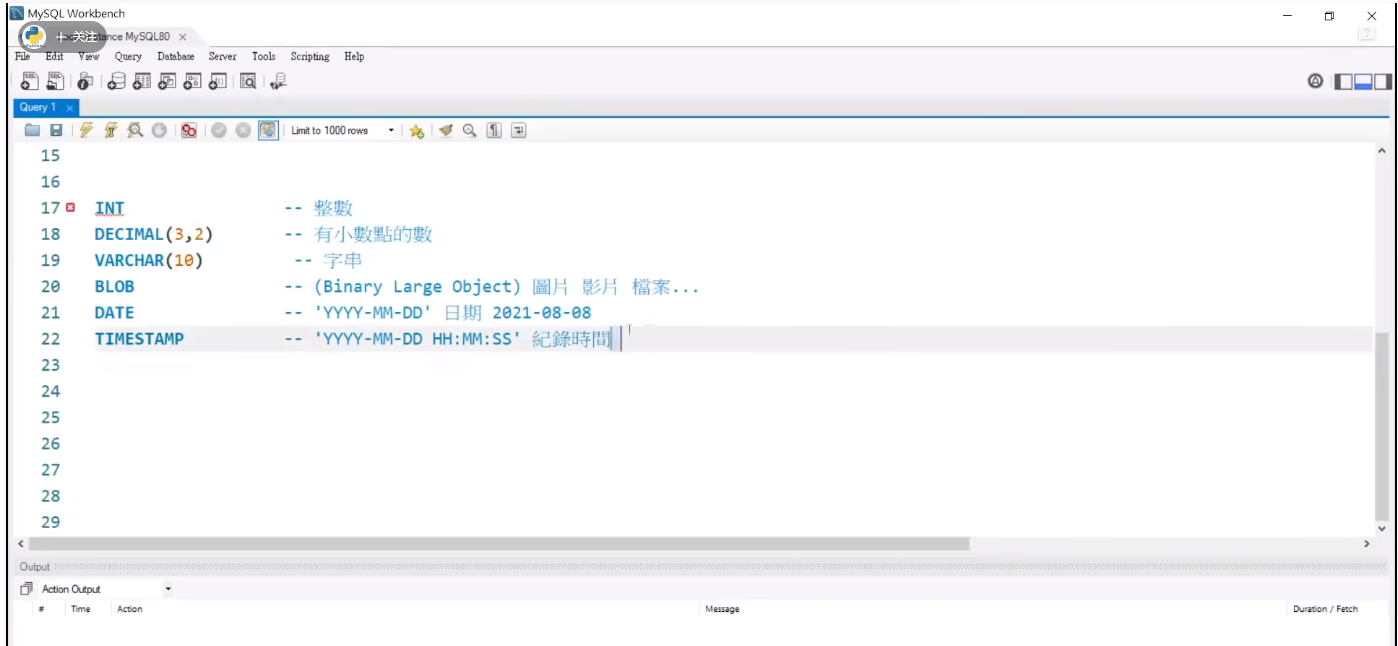 MySQL Workbench
关注
ance MySQL80
File Edit View Query Database Server Tools Scripting Help
Query 1
Limit to 1000 rows
15
16
17 INT -- 整數
18 DECIMAL(3,2) -- 有小數點的數
19 VARCHAR(10) -- 字串
20 BLOB -- (Binary Large Object) 圖片 影片 檔案...
21 DATE -- 'YYYY-MM-DD' 日期 2021-08-08
22 TIMESTAMP -- 'YYYY-MM-DD HH:MM:SS' 紀錄時間
23
24
25
26
27
28
29
Output
Action Output
# Time Action Message Duration / Fetch